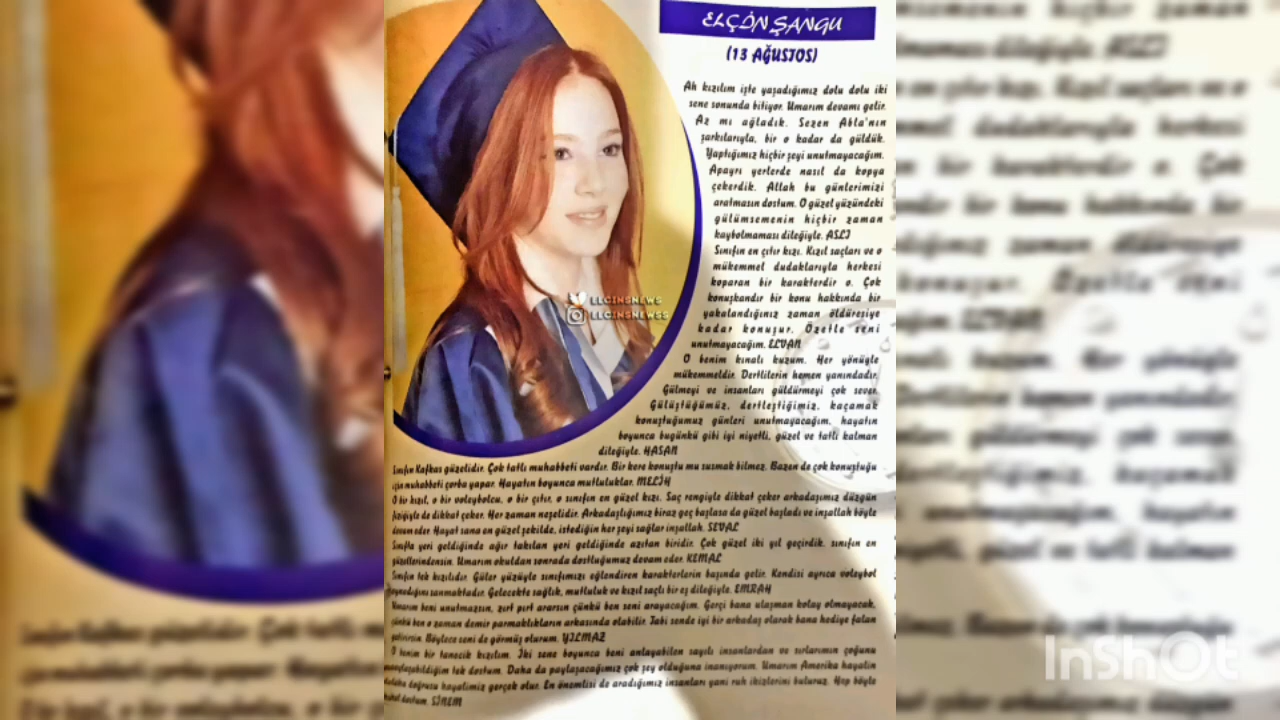 ELÇİN ŞANGU
(13 AĞUSTOS)
Ah kızılım işte yaşadığımız dolu dolu iki
sene sonunda bitiyor. Umarım devamı gelir.
Az mı ağladık. Sezen Abla'nın
şarkılarıyla, bir o kadar da güldük.
Yaptığımız hiçbir şeyi unutmayacağım.
Apayrı yerlerde nasıl da kopya
çekerdik. Allah bu günlerimizi
aratmasın dostum. O güzel yüzündeki
gülümsemenin hiçbir zaman
kaybolmaması dileğiyle. ASLI
Sınıfın en çıtır kızı. Kızıl saçları ve o
mükemmel dudaklarıyla herkesi
koparan bir karakterdir o. Çok
konuşkandır bir konu hakkında bir
yakalandığınız zaman öldüresiye
kadar konuşur. Özetle seni
unutmayacağım. ELVAN
O benim kınalı kuzum. Her yönüyle
mükemmeldir. Dertlilerin hemen yanındadır.
Gülmeyi ve insanları güldürmeyi çok sever.
Gülüştüğümüz, dertleştiğimiz, kaçamak
konuştuğumuz günleri unutmayacağım, hayatın
boyunca bugünkü gibi iyi niyetli, güzel ve tatlı kalman
dileğiyle. HASAN
Sınıfın Kafkas güzelidir. Çok tatlı muhabbeti vardır. Bir kere konuştu mu susmak bilmez. Bazen de çok konuştuğu
için muhabbeti çorba yapar. Hayatın boyunca mutluluklar. MELİH
O bir kızıl, o bir voleybolcu, o bir çıtır, o sınıfın en güzel kızı. Saç rengiyle dikkat çeker arkadaşımız düzgün
fiziğiyle de dikkat çeker. Her zaman neşelidir. Arkadaşlığımız biraz geç başlasa da güzel başladı ve inşallah böyle
devam eder. Hayat sana en güzel şekilde, istediğin her şeyi sağlar inşallah. SEVAL
Sınıfta yeri geldiğinde ağır takılan yeri geldiğinde azıtan biridir. Çok güzel iki yıl geçirdik. sınıfın en
güzellerindensin. Umarım okuldan sonrada dostluğumuz devam eder. KEMAL
Sınıfın tek kızılıdır. Güler yüzüyle sınıfımızı eğlendiren karakterlerin başında gelir. Kendisi ayrıca voleybol
oynadığını sanmaktadır. Gelecekte sağlık, mutluluk ve kızıl saçlı bir eş dileğiyle. EMRAH
Umarım beni unutmazsın, zırt pırt ararsın çünkü ben seni arayacağım. Gerçi bana ulaşman kolay olmayacak,
çünkü ben o zaman demir parmaklıkların arkasında olabilir. Tabi sende iyi bir arkadaş olarak bana hediye falan
getirirsin. Böylece seni de görmüş olurum. YILMAZ
O benim bir tanecik kızılım. İki sene boyunca beni anlayabilen sayılı insanlardan ve sırlarımın çoğunu
paylaşabildiğim tek dostum. Daha da paylaşacağımız çok şey olduğuna inanıyorum. Umarım Amerika hayalin
daha doğrusu hayalimiz gerçek olur. En önemlisi de aradığımız insanları yani ruh ikizlerini buluruz. Hep böyle
dostum. SİNEM
ELCINSNEWS
ELCINSNEWSS
InShOt